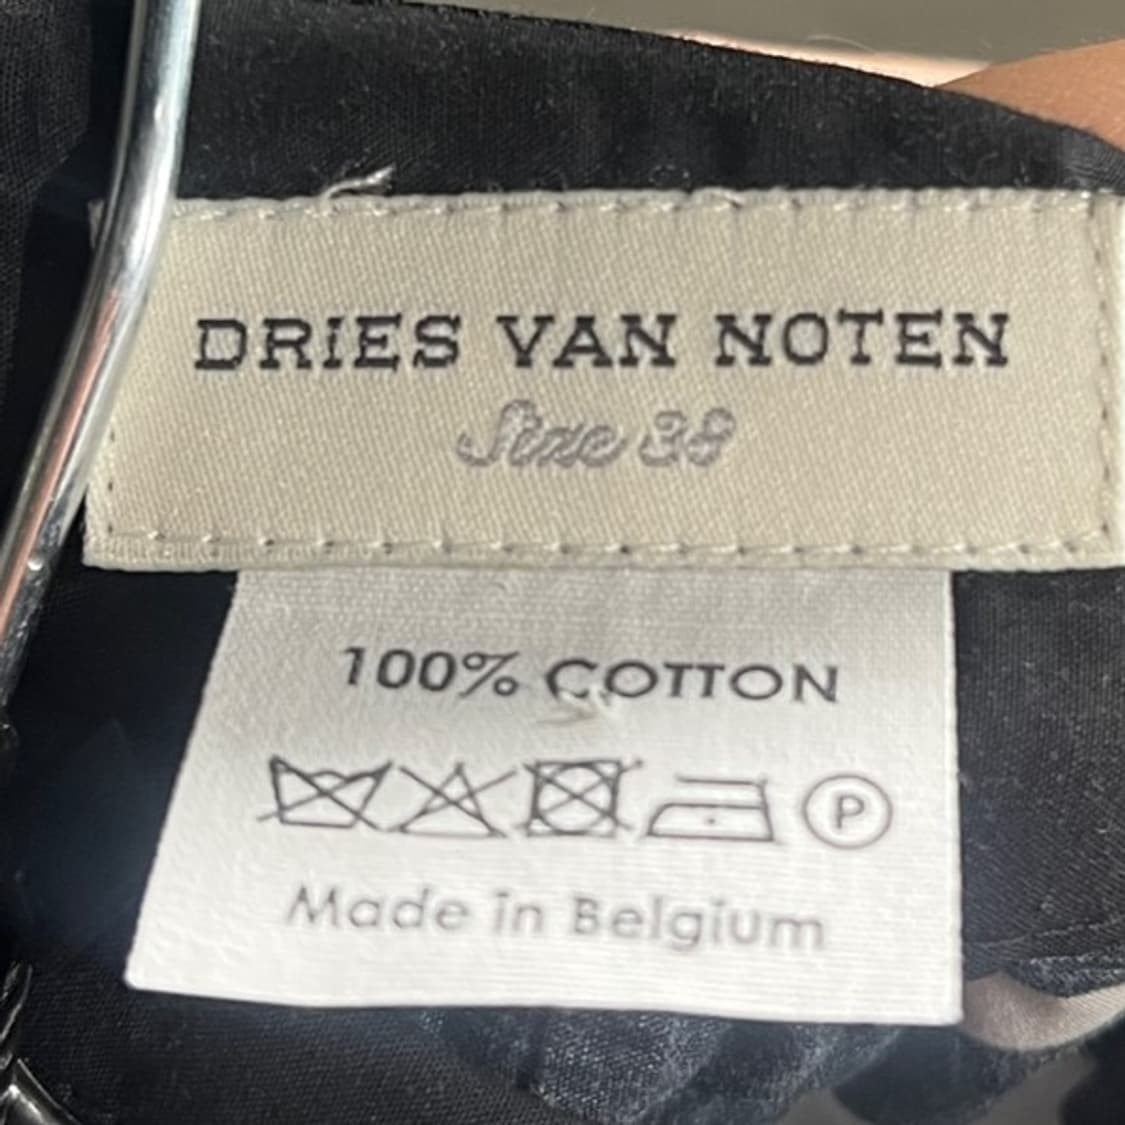 DRIES VAN NOTEN
Size 38
100% COTTON
P
Made in Belgium